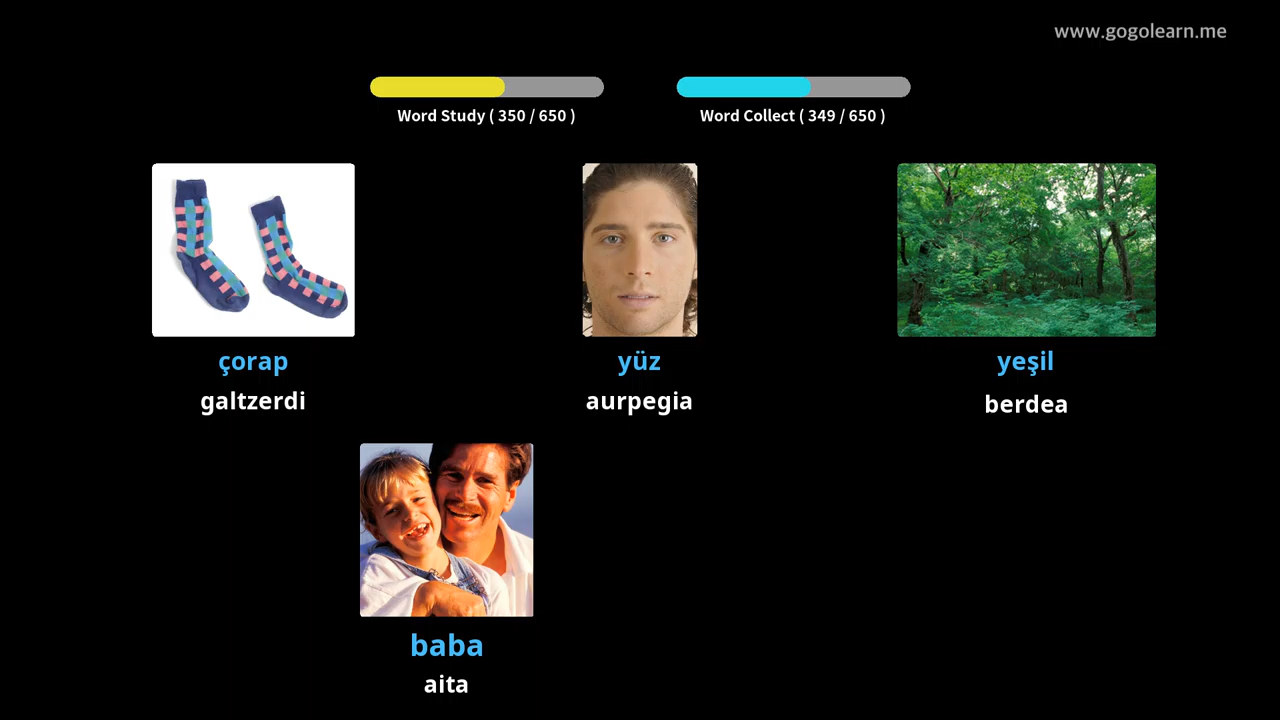 www.gogolearn.me
Word Study ( 350 / 650 )
Word Collect ( 349 / 650 )
çorap
galtzerdi
yüz
aurpegia
yeşil
berdea
baba
aita